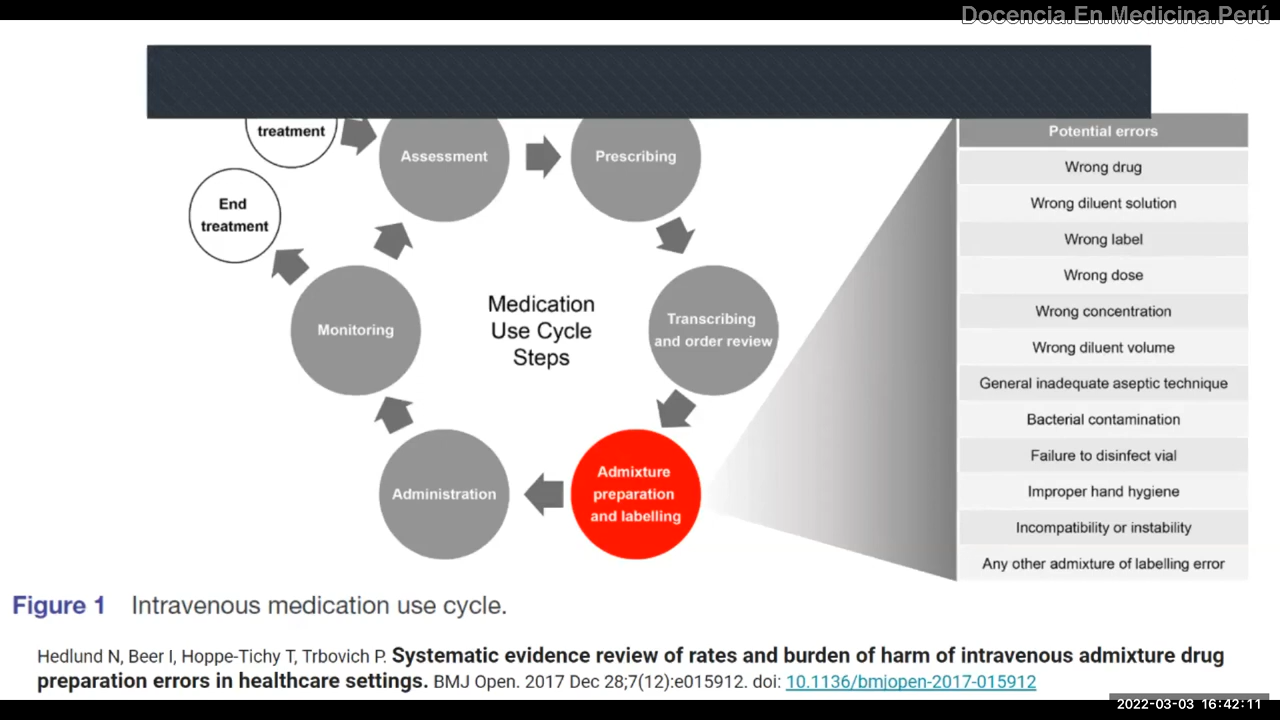 Docencia.En.Medicina.Perú
treatment
Assessment
Prescribing
End
treatment
Monitoring
Medication
Use Cycle
Steps
Transcribing
and order review
Administration
Admixture
preparation
and labelling
Potential errors
Wrong drug
Wrong diluent solution
Wrong label
Wrong dose
Wrong concentration
Wrong diluent volume
General inadequate aseptic technique
Bacterial contamination
Failure to disinfect vial
Improper hand hygiene
Incompatibility or instability
Any other admixture of labelling error
Figure 1 Intravenous medication use cycle.
Hedlund N, Beer I, Hoppe-Tichy T, Trbovich P. Systematic evidence review of rates and burden of harm of intravenous admixture drug
preparation errors in healthcare settings. BMJ Open. 2017 Dec 28;7(12):e015912. doi: 10.1136/bmjopen-2017-015912
2022-03-03 16:42:11